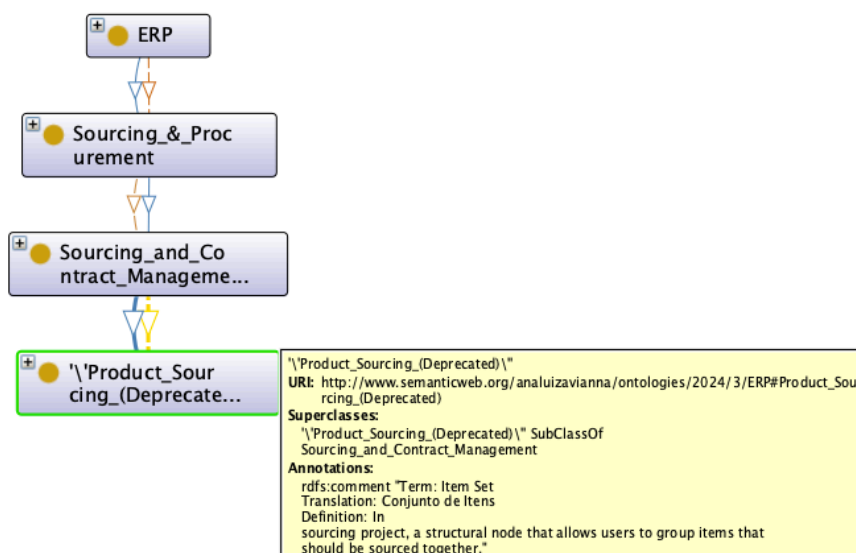 ERP
Sourcing_&_Proc
urement
Sourcing_and_Co
ntract_Manageme...
'\'Product_Sour
cing_(Deprecate...
'\'Product_Sourcing_(Deprecated)\''
URI: http://www.semanticweb.org/analuizavianna/ontologies/2024/3/ERP#Product_Sou
rcing_(Deprecated)
Superclasses:
'\'Product_Sourcing_(Deprecated)\'' SubClassOf
Sourcing_and_Contract_Management
Annotations:
rdfs:comment "Term: Item Set
Translation: Conjunto de Itens
Definition: In
sourcing project, a structural node that allows users to group items that
should be sourced together."